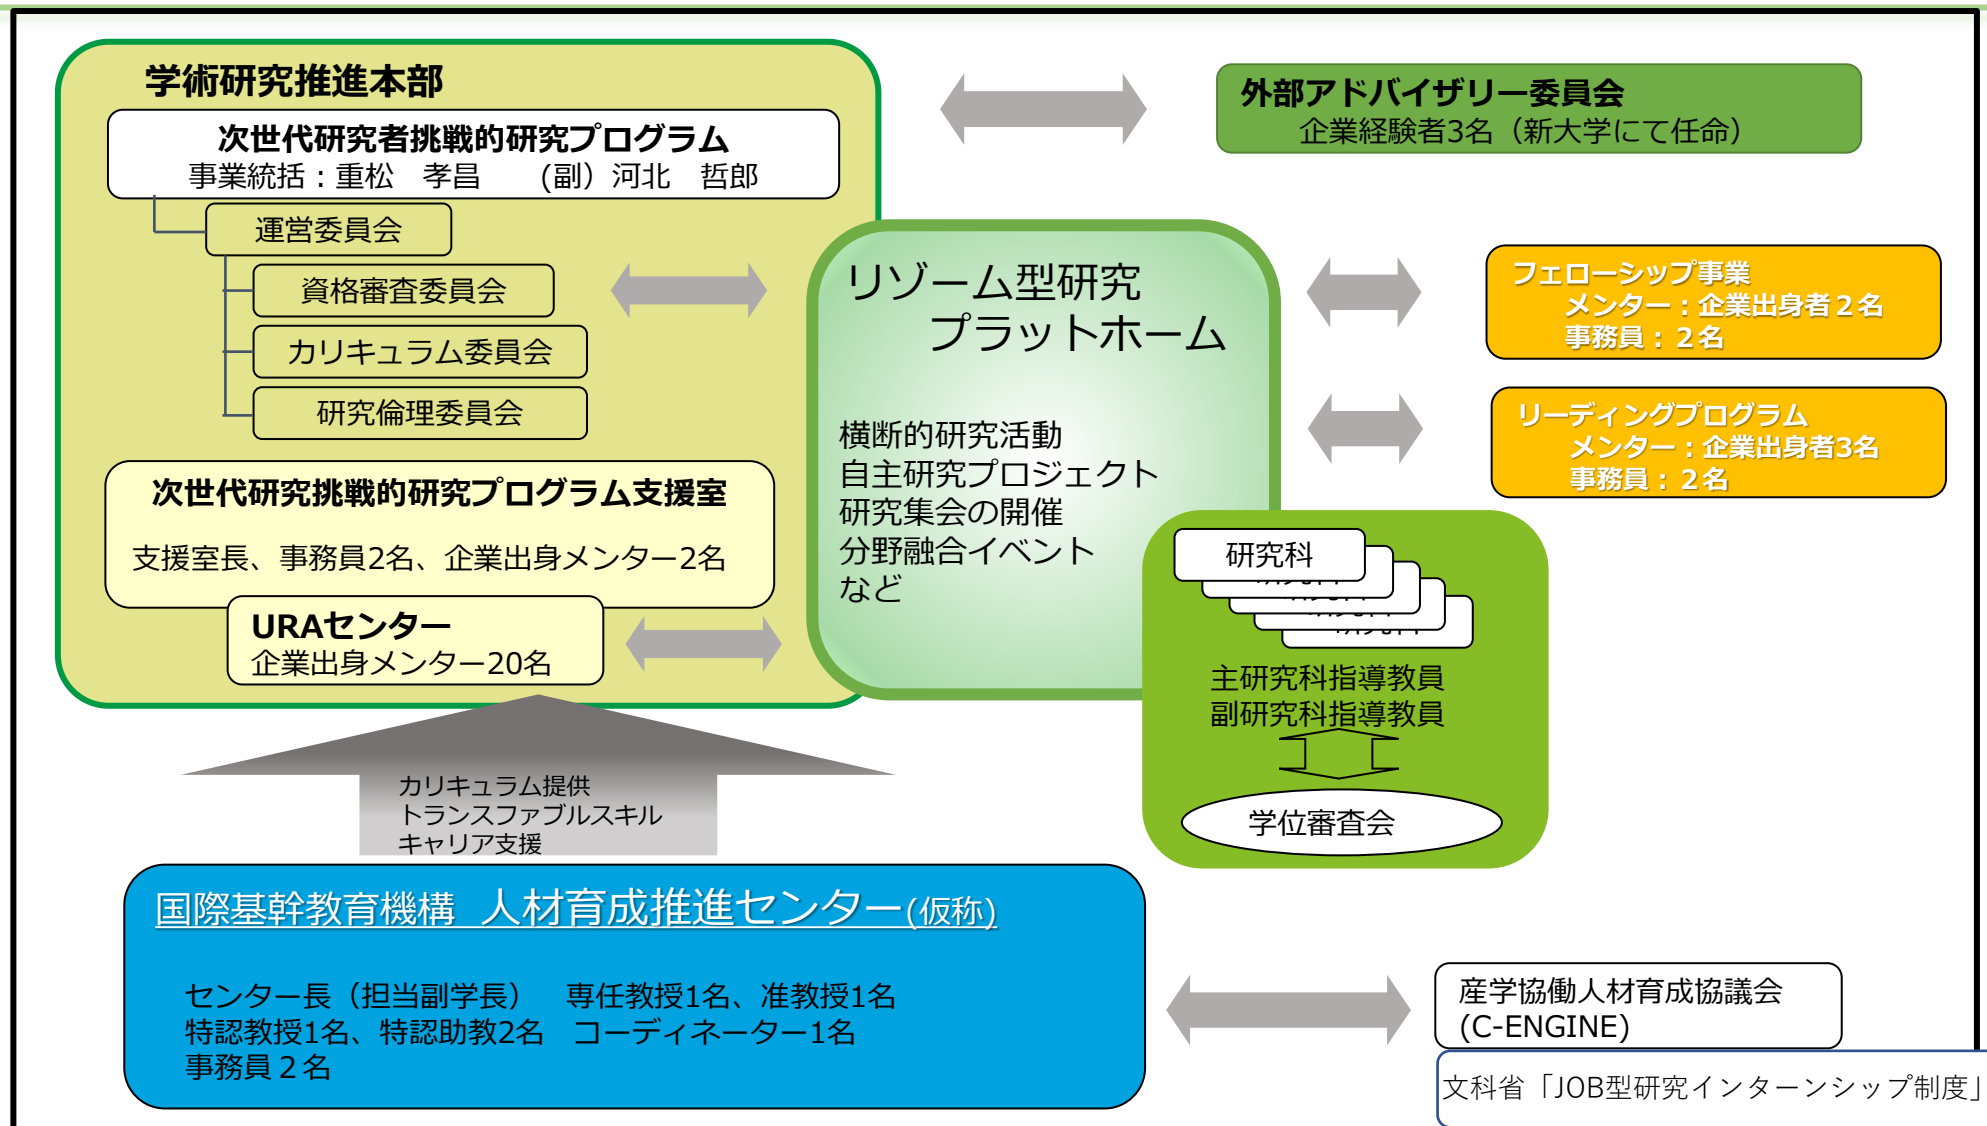 学術研究推進本部
次世代研究者挑戦的研究プログラム
事業統括：重松　孝昌　（副）河北　哲郎
運営委員会
資格審査委員会
カリキュラム委員会
研究倫理委員会
次世代研究挑戦的研究プログラム支援室
支援室長、事務員2名、企業出身メンター2名
URAセンター
企業出身メンター20名
外部アドバイザリー委員会
企業経験者3名（新大学にて任命）
リゾーム型研究
プラットホーム
横断的研究活動
自主研究プロジェクト
研究集会の開催
分野融合イベント
など
フェローシップ事業
メンター：企業出身者２名
事務員：２名
リーディングプログラム
メンター：企業出身者3名
事務員：２名
研究科
主研究科指導教員
副研究科指導教員
学位審査会
カリキュラム提供
トランスファブルスキル
キャリア支援
国際基幹教育機構　人材育成推進センター(仮称)
センター長（担当副学長）　専任教授1名、准教授1名
特認教授1名、特認助教2名　コーディネーター1名
事務員２名
産学協働人材育成協議会
(C-ENGINE)
文科省「JOB型研究インターンシップ制度」